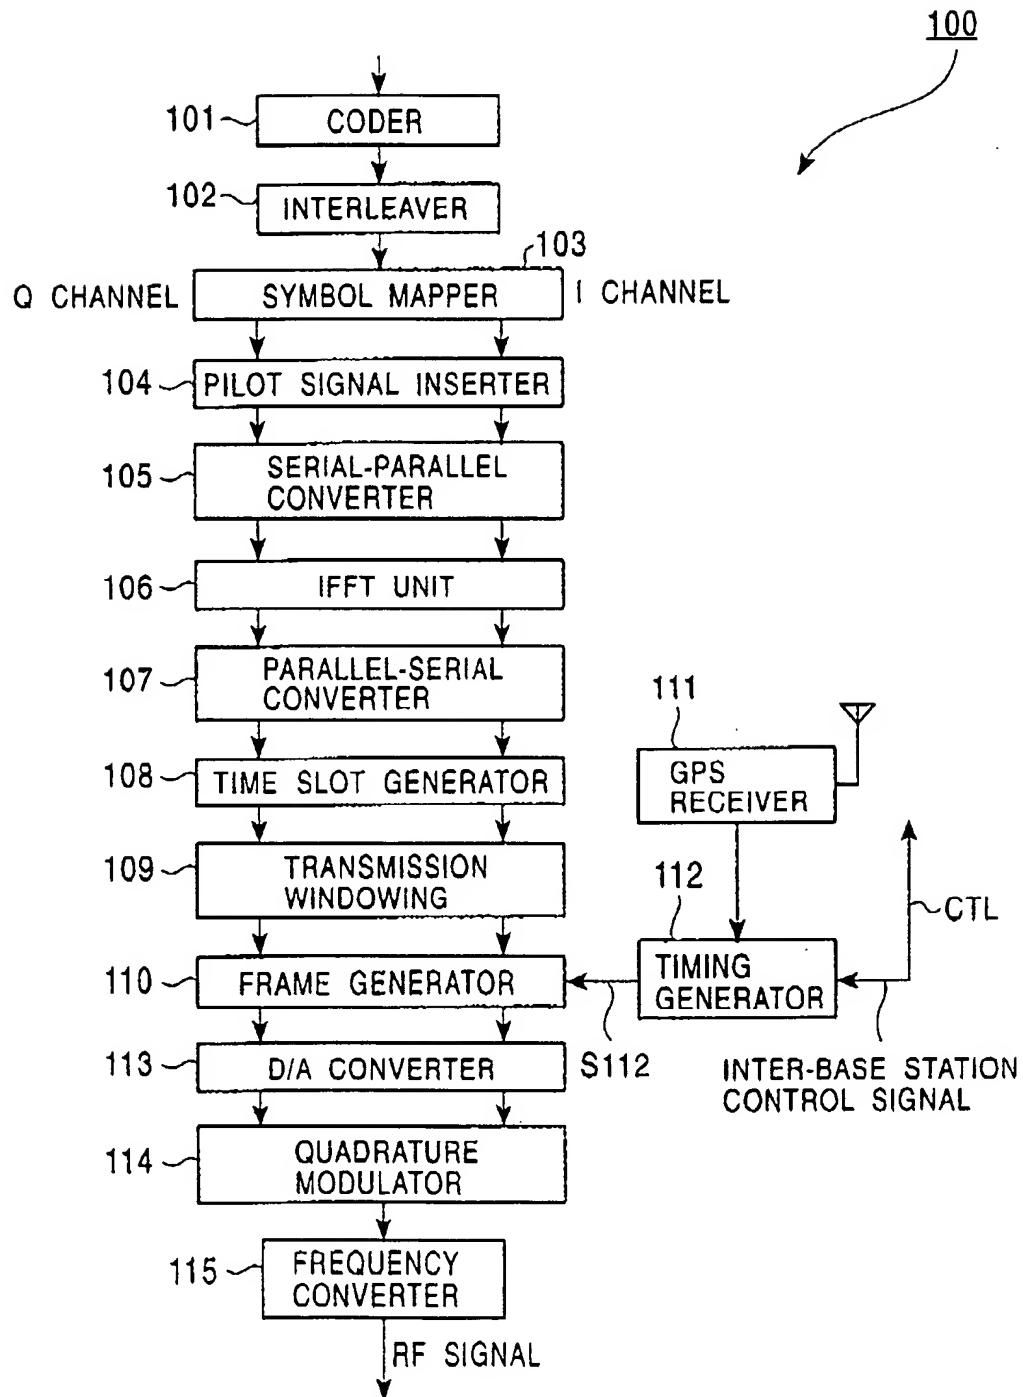 100
101
CODER
102
INTERLEAVER
103
Q CHANNEL
SYMBOL MAPPER
I CHANNEL
104
PILOT SIGNAL INSERTER
105
SERIAL-PARALLEL
CONVERTER
106
IFFT UNIT
107
PARALLEL-SERIAL
CONVERTER
111
GPS
RECEIVER
108
TIME SLOT GENERATOR
109
TRANSMISSION
WINDOWING
112
CTL
110
FRAME GENERATOR
TIMING
GENERATOR
113
D/A CONVERTER
S112
INTER-BASE STATION
CONTROL SIGNAL
114
QUADRATURE
MODULATOR
115
FREQUENCY
CONVERTER
RF SIGNAL